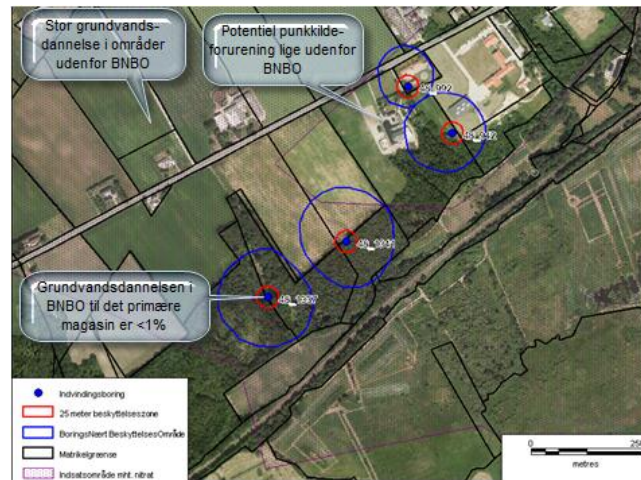 Stor grundvands-
dannelse i områder
udenfor BNBO
Potentiel punktkilde-
forurening lige udenfor
BNBO
Grundvandsdannelsen i
BNBO til det primære
magasin er <1%
Indvindingsboring
25 meter beskyttelseszone
BoringsNært BeskyttelsesOmråde
Matrikelgrænse
Indsatsområde mht. nitrat
0
metres